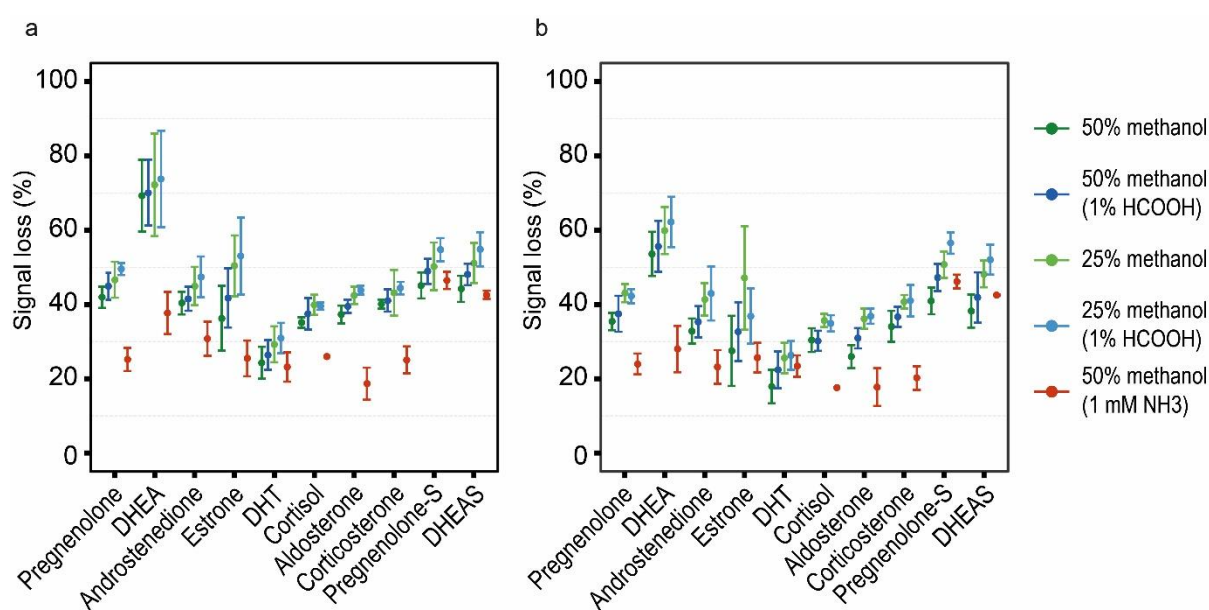 a
Signal loss (%)
100
80
60
40
20
0
Pregnenolone
DHEA
Androstenedione
Estrone
DHT
Cortisol
Aldosterone
Corticosterone
Pregnenolone-S
DHEAS
b
Signal loss (%)
100
80
60
40
20
0
Pregnenolone
DHEA
Androstenedione
Estrone
DHT
Cortisol
Aldosterone
Corticosterone
Pregnenolone-S
DHEAS
50% methanol
50% methanol
(1% HCOOH)
25% methanol
25% methanol
(1% HCOOH)
50% methanol
(1 mM NH3)